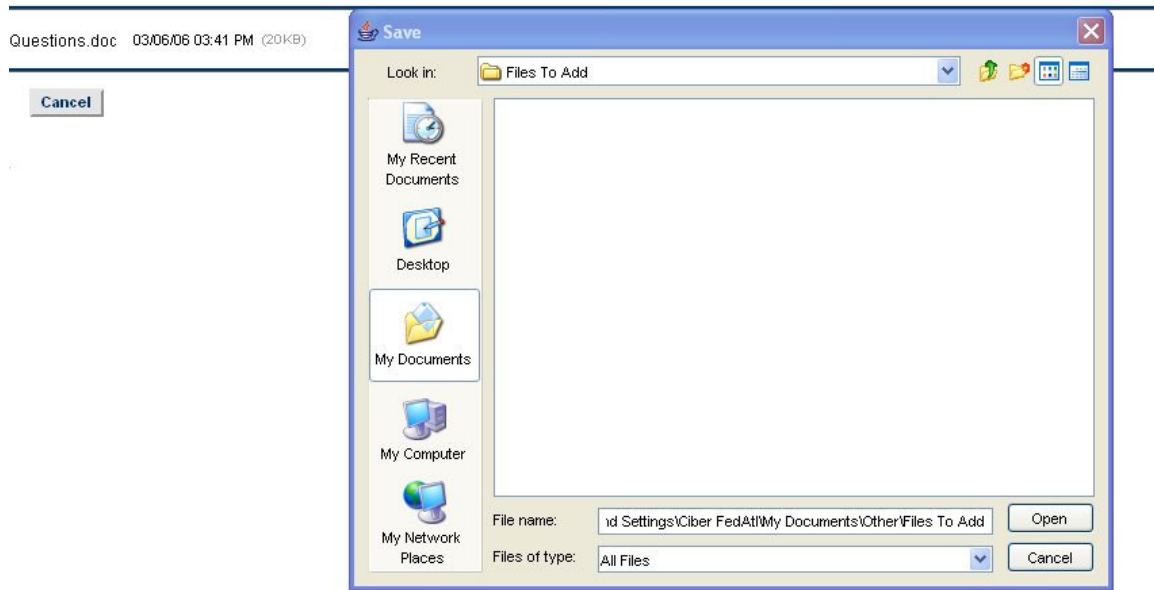 Questions.doc 03/06/06 03:41 PM (20KB)
Cancel
Save
Look in: Files To Add
My Recent
Documents
Desktop
My Documents
My Computer
My Network
Places
File name: nd Settings\Ciber FedAtl\My Documents\Other\Files To Add Open
Files of type: All Files Cancel